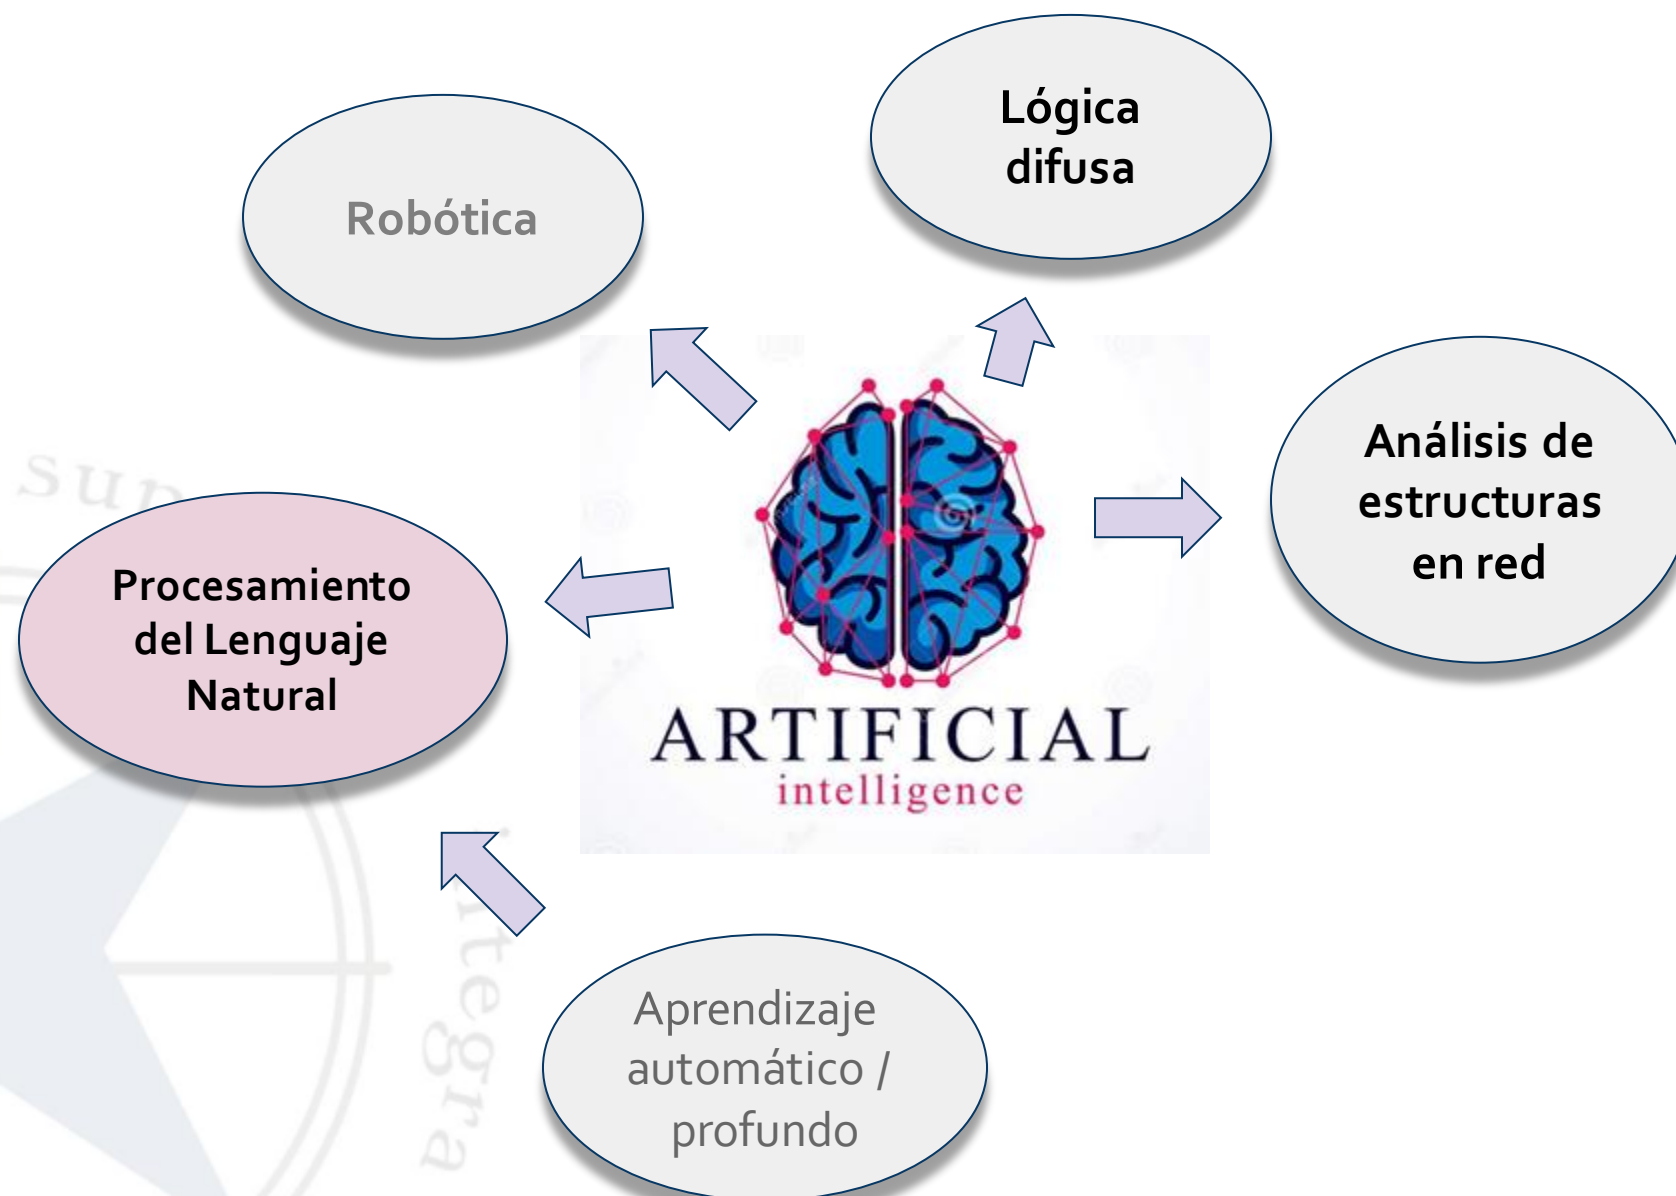 Lógica
difusa
Robótica
Análisis de
estructuras
en red
Procesamiento
del Lenguaje
Natural
ARTIFICIAL
intelligence
Aprendizaje
automático /
profundo